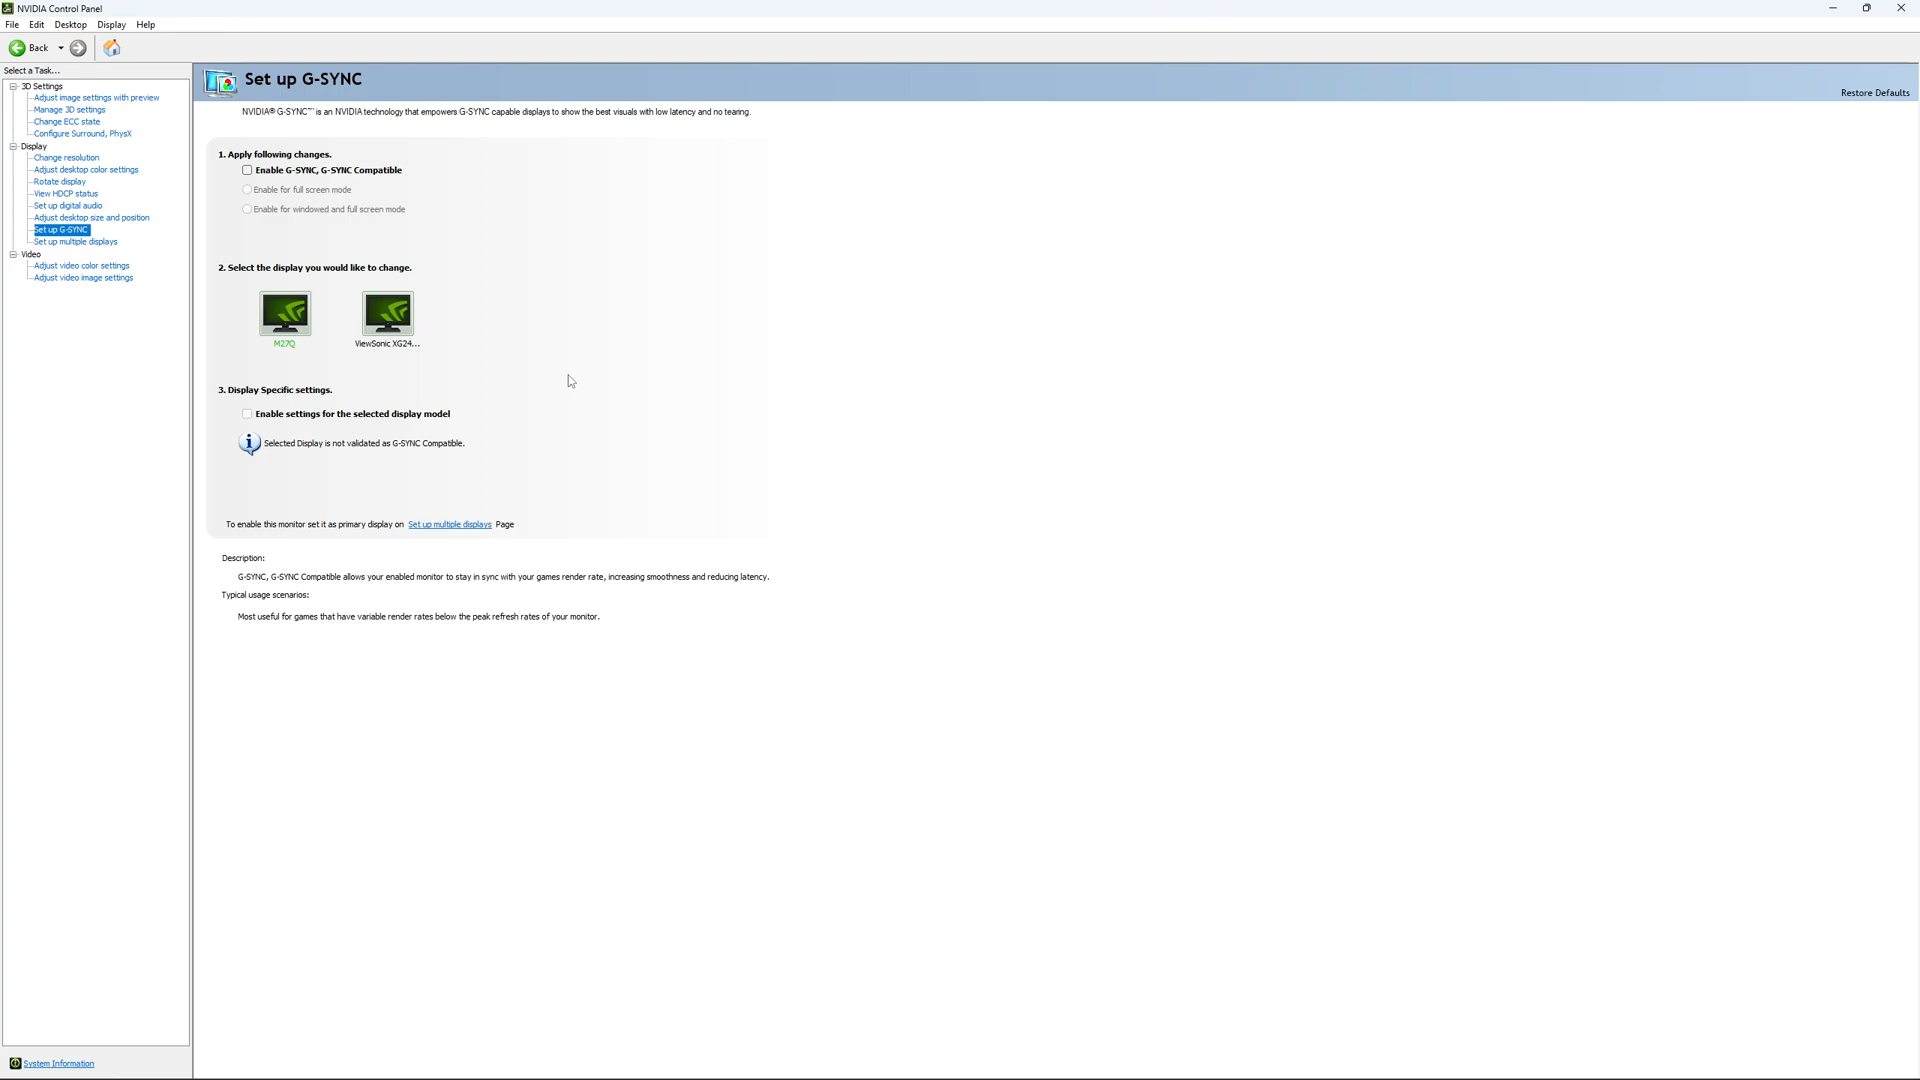 NVIDIA Control Panel
File Edit Desktop Display Help
Back
Select a Task...
3D Settings
Adjust image settings with preview
Manage 3D settings
Change ECC state
Configure Surround, PhysX
Display
Change resolution
Adjust desktop color settings
Rotate display
View HDCP status
Set up digital audio
Adjust desktop size and position
Set up G-SYNC
Set up multiple displays
Video
Adjust video color settings
Adjust video image settings
System Information
Set up G-SYNC
Restore Defaults
NVIDIA® G-SYNC™ is an NVIDIA technology that empowers G-SYNC capable displays to show the best visuals with low latency and no tearing.
1. Apply following changes.
Enable G-SYNC, G-SYNC Compatible
Enable for full screen mode
Enable for windowed and full screen mode
2. Select the display you would like to change.
M27Q ViewSonic XG24...
3. Display Specific settings.
Enable settings for the selected display model
Selected Display is not validated as G-SYNC Compatible.
To enable this monitor set it as primary display on Set up multiple displays Page
Description:
G-SYNC, G-SYNC Compatible allows your enabled monitor to stay in sync with your games render rate, increasing smoothness and reducing latency.
Typical usage scenarios:
Most useful for games that have variable render rates below the peak refresh rates of your monitor.